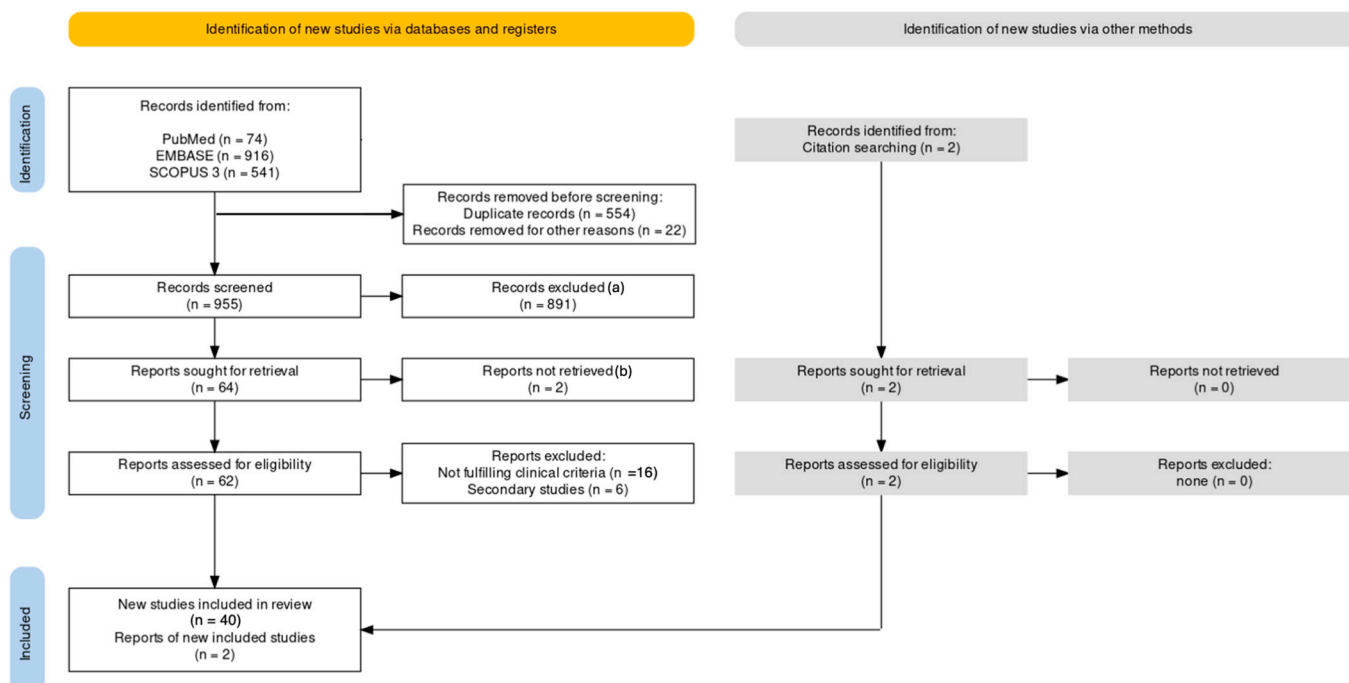 Identification of new studies via databases and registers
Identification of new studies via other methods
Identification
Records identified from:
PubMed (n = 74)
EMBASE (n = 916)
SCOPUS 3 (n = 541)
Records identified from:
Citation searching (n = 2)
Records removed before screening:
Duplicate records (n = 554)
Records removed for other reasons (n = 22)
Screening
Records screened
(n = 955)
Records excluded (a)
n = 891)
Reports sought for retrieval
(n = 64)
Reports not retrieved (b)
(n = 2)
Reports sought for retrieval
(n = 2)
Reports not retrieved
(n = 0)
Reports assessed for eligibility
(n = 62)
Reports excluded:
Not fulfilling clinical criteria (n =16)
Secondary studies (n = 6)
Reports assessed for eligibility
(n = 2)
Reports excluded:
none (n = 0)
Included
New studies included in review
(n = 40)
Reports of new included studies
(n = 2)